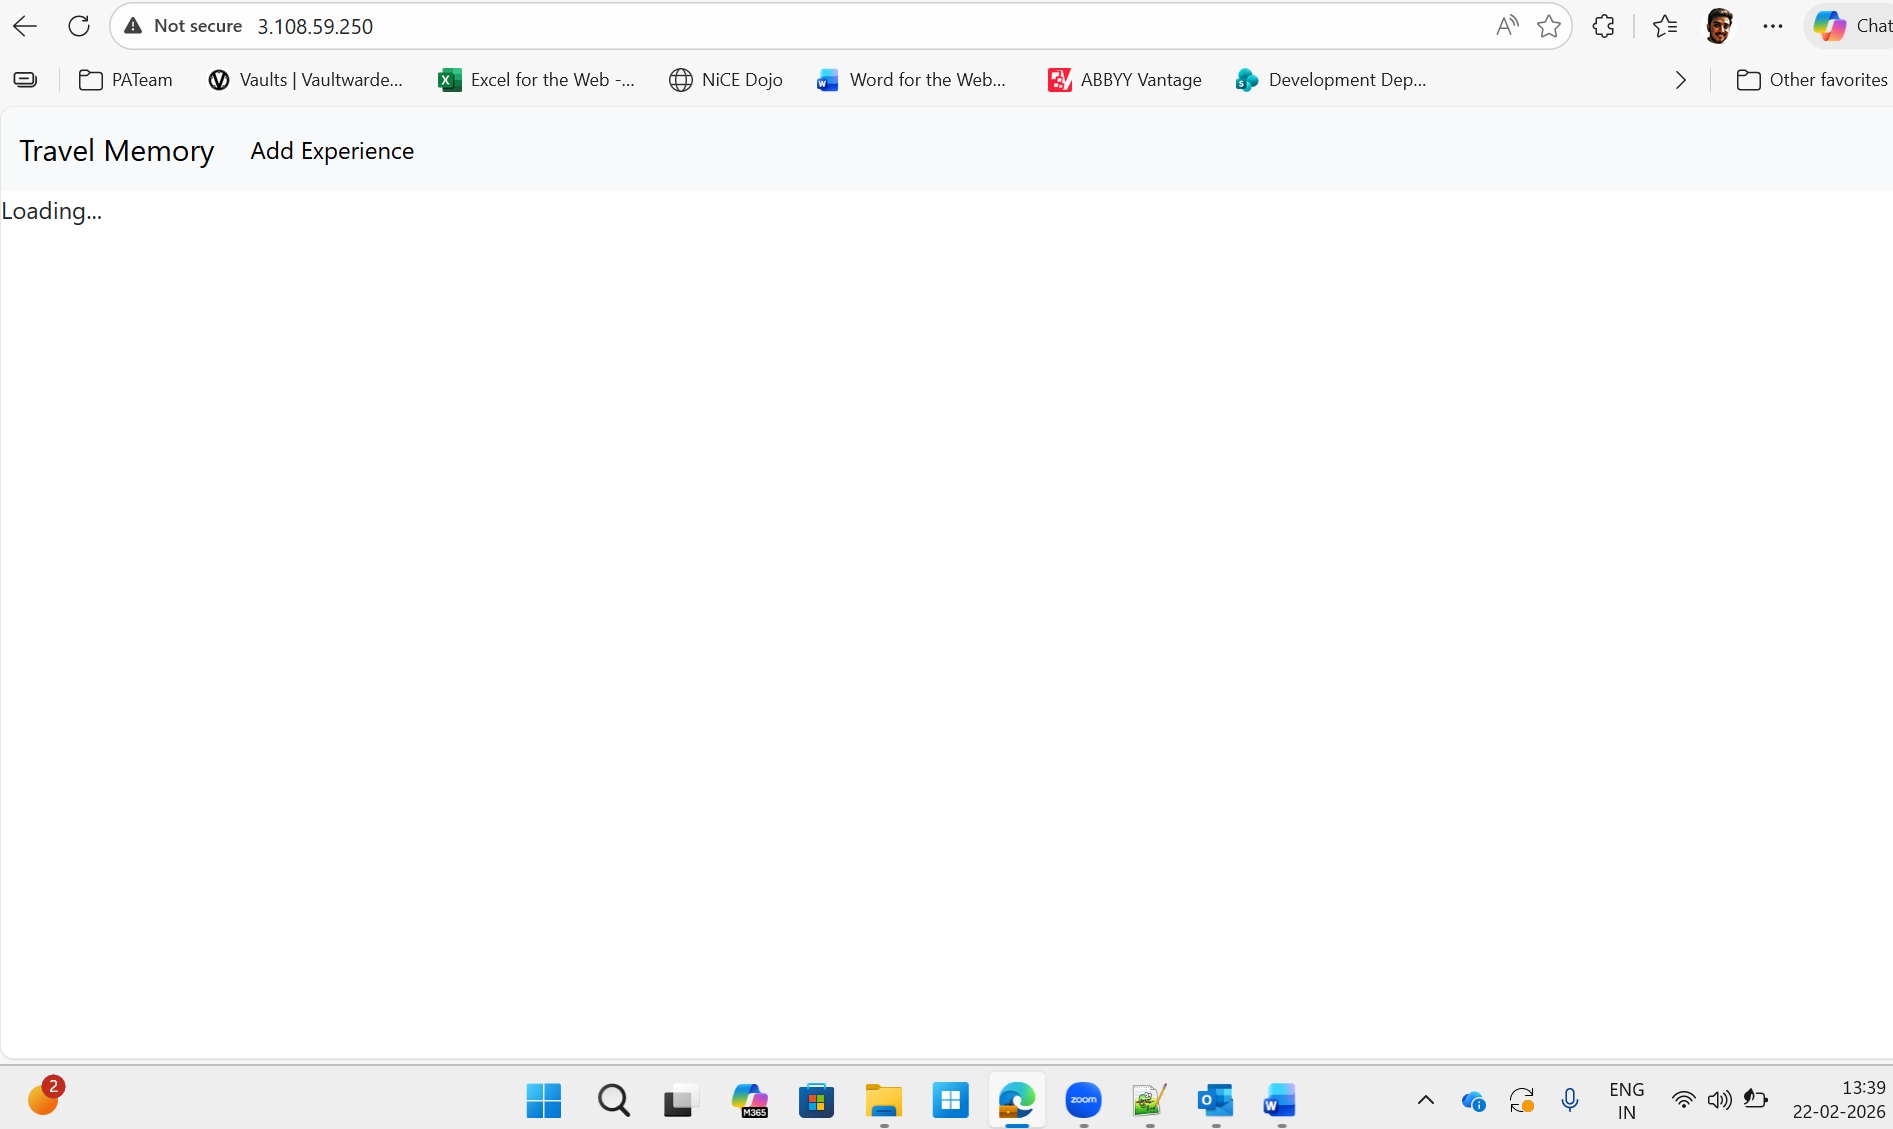 Not secure 3.108.59.250 Chat
PATeam Vaults | Vaultwarde... Excel for the Web -... NiCE Dojo Word for the Web... ABBYY Vantage Development Dep... Other favorites
Travel Memory Add Experience
Loading...
2
M365
zoom
ENG
IN
13:39
22-02-2026